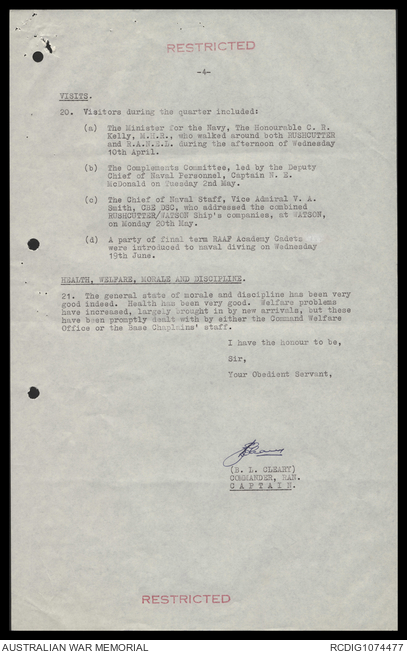 RESTRICTED
-4-
VISITS.
20. Visitors during the quarter included:
(a) The Minister for the Navy, The Honourable C. R.
Kelly, M.H.R., who walked around both RUSHCUTTER
and R.A.N.E.E. during the afternoon of Wednesday
10th April.
(b) The Complements Committee, led by the Deputy
Chief of Naval Personnel, Captain N. E.
McDonald on Tuesday 2nd May.
(c) The Chief of Naval Staff, Vice Admiral V. A.
Smith, CBE DSC, who addressed the combined
RUSHCUTTER/WATSON Ship's companies, at WATSON,
on Monday 20th May.
(d) A party of final term RAAF Academy Cadets
were introduced to naval diving on Wednesday
19th June.
HEALTH, WELFARE, MORALE AND DISCIPLINE.
21. The general state of morale and discipline has been very
good indeed. Health has been very good. Welfare problems
have increased, largely brought in by new arrivals, but these
have been promptly dealt with by either the Command Welfare
Office or the Base Chaplains' staff.
I have the honour to be,
Sir,
Your Obedient Servant,
(B. L. CLEARY)
COMMANDER, RAN.
CAPTAIN.
RESTRICTED
AUSTRALIAN WAR MEMORIAL
RCDIG1074477